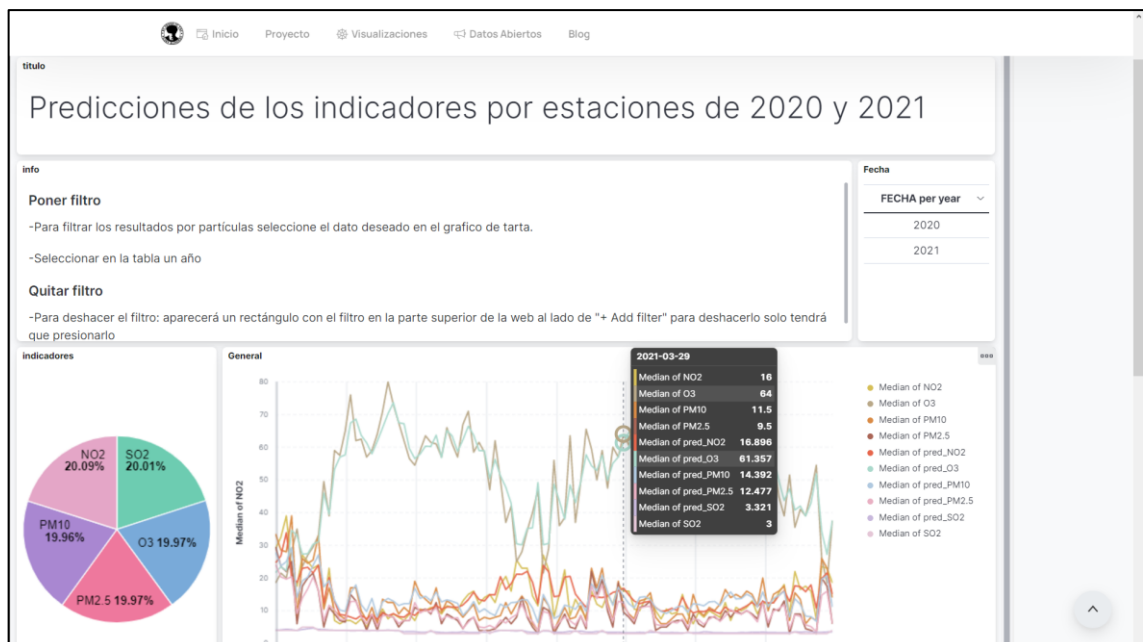 Inicio Proyecto Visualizaciones Datos Abiertos Blog
titulo
Predicciones de los indicadores por estaciones de 2020 y 2021
info
Poner filtro
-Para filtrar los resultados por partículas seleccione el dato deseado en el grafico de tarta.
-Seleccionar en la tabla un año
Quitar filtro
-Para deshacer el filtro: aparecerá un rectángulo con el filtro en la parte superior de la web al lado de "+ Add filter" para deshacerlo solo tendrá
que presionarlo
Fecha
FECHA per year
2020
2021
indicadores
NO2
20.09%
SO2
20.01%
PM10
19.96%
O3 19.97%
PM2.5 19.97%
General
Median of NO2
80
70
60
50
40
30
20
10
2021-03-29
Median of NO2 16
Median of O3 64
Median of PM10 11.5
Median of PM2.5 9.5
Median of pred_NO2 16.896
Median of pred_O3 61.357
Median of pred_PM10 14.392
Median of pred_PM2.5 12.477
Median of pred_SO2 3.321
Median of SO2 3
Median of NO2
Median of O3
Median of PM10
Median of PM2.5
Median of pred_NO2
Median of pred_O3
Median of pred_PM10
Median of pred_PM2.5
Median of pred_SO2
Median of SO2